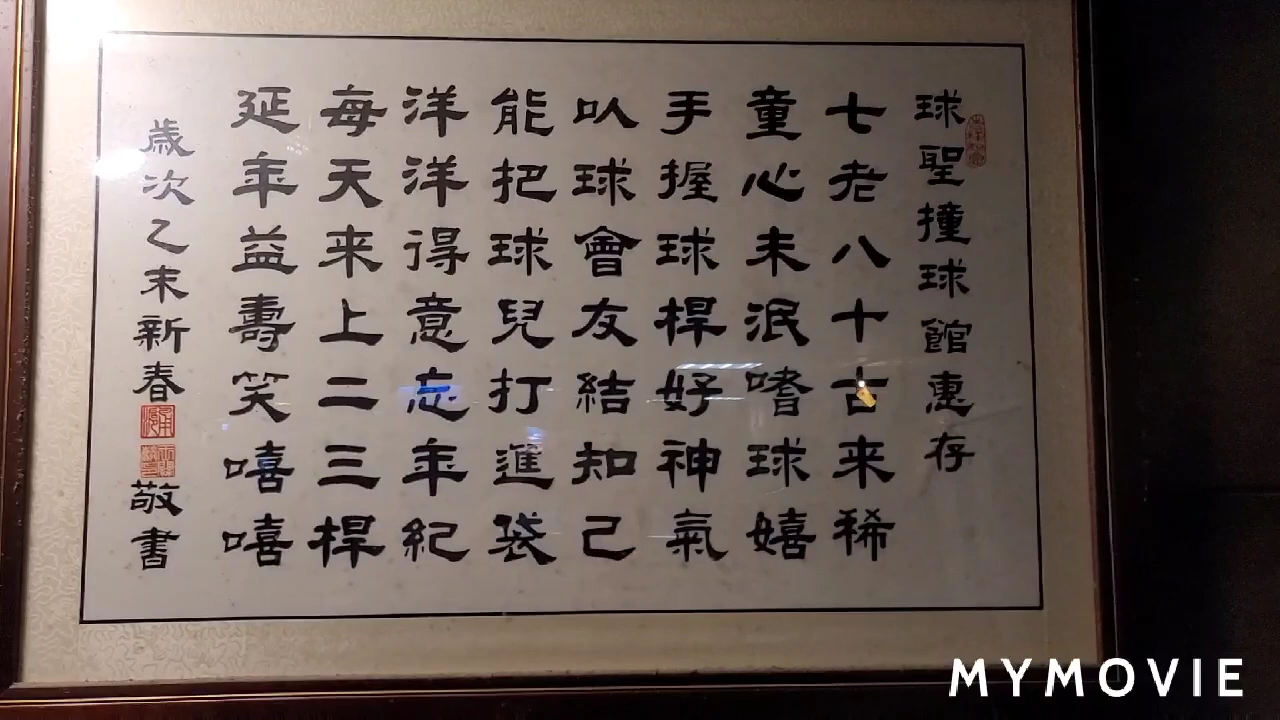 球聖撞球館惠存
七老八十古来稀
童心未泯嗜球嬉
手握球桿好神氣
以球會友結知己
能把球兒打進袋
洋洋得意忘年紀
每天来上二三桿
延年益壽笑嘻嘻
歲次乙未新春
敬書
MYMOVIE